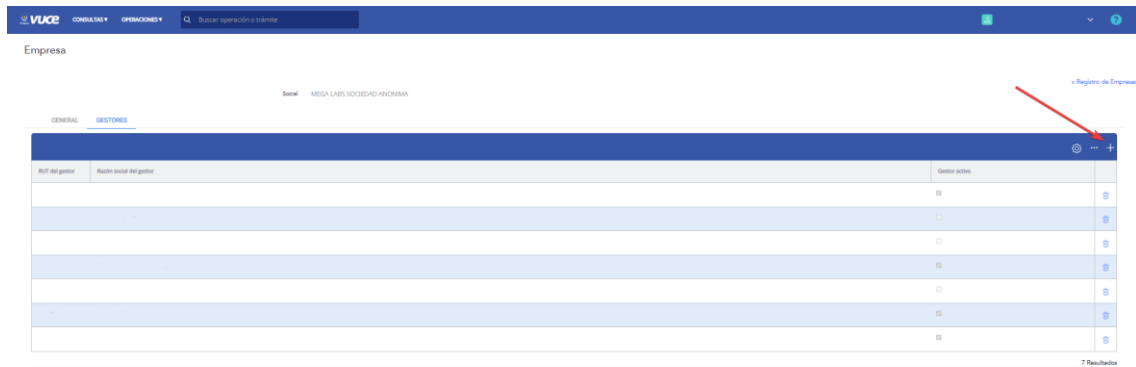 VUCE CONSULTAS▾ OPERACIONES▾ Buscar operación o trámite
Empresa
< Registro de Empresas
Social MEGA LABS SOCIEDAD ANONIMA
GENERAL GESTORES
RUT del gestor Razón social del gestor Gestor activo
7 Resultados